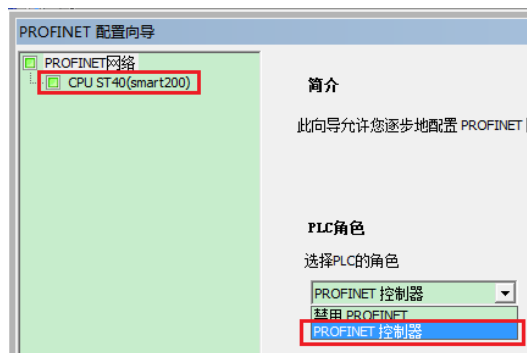 PROFINET 配置向导
PROFINET网络
CPU ST40(smart200)
简介
此向导允许您逐步地配置 PROFINET
PLC角色
选择PLC的角色
PROFINET 控制器
禁用 PROFINET
PROFINET 控制器